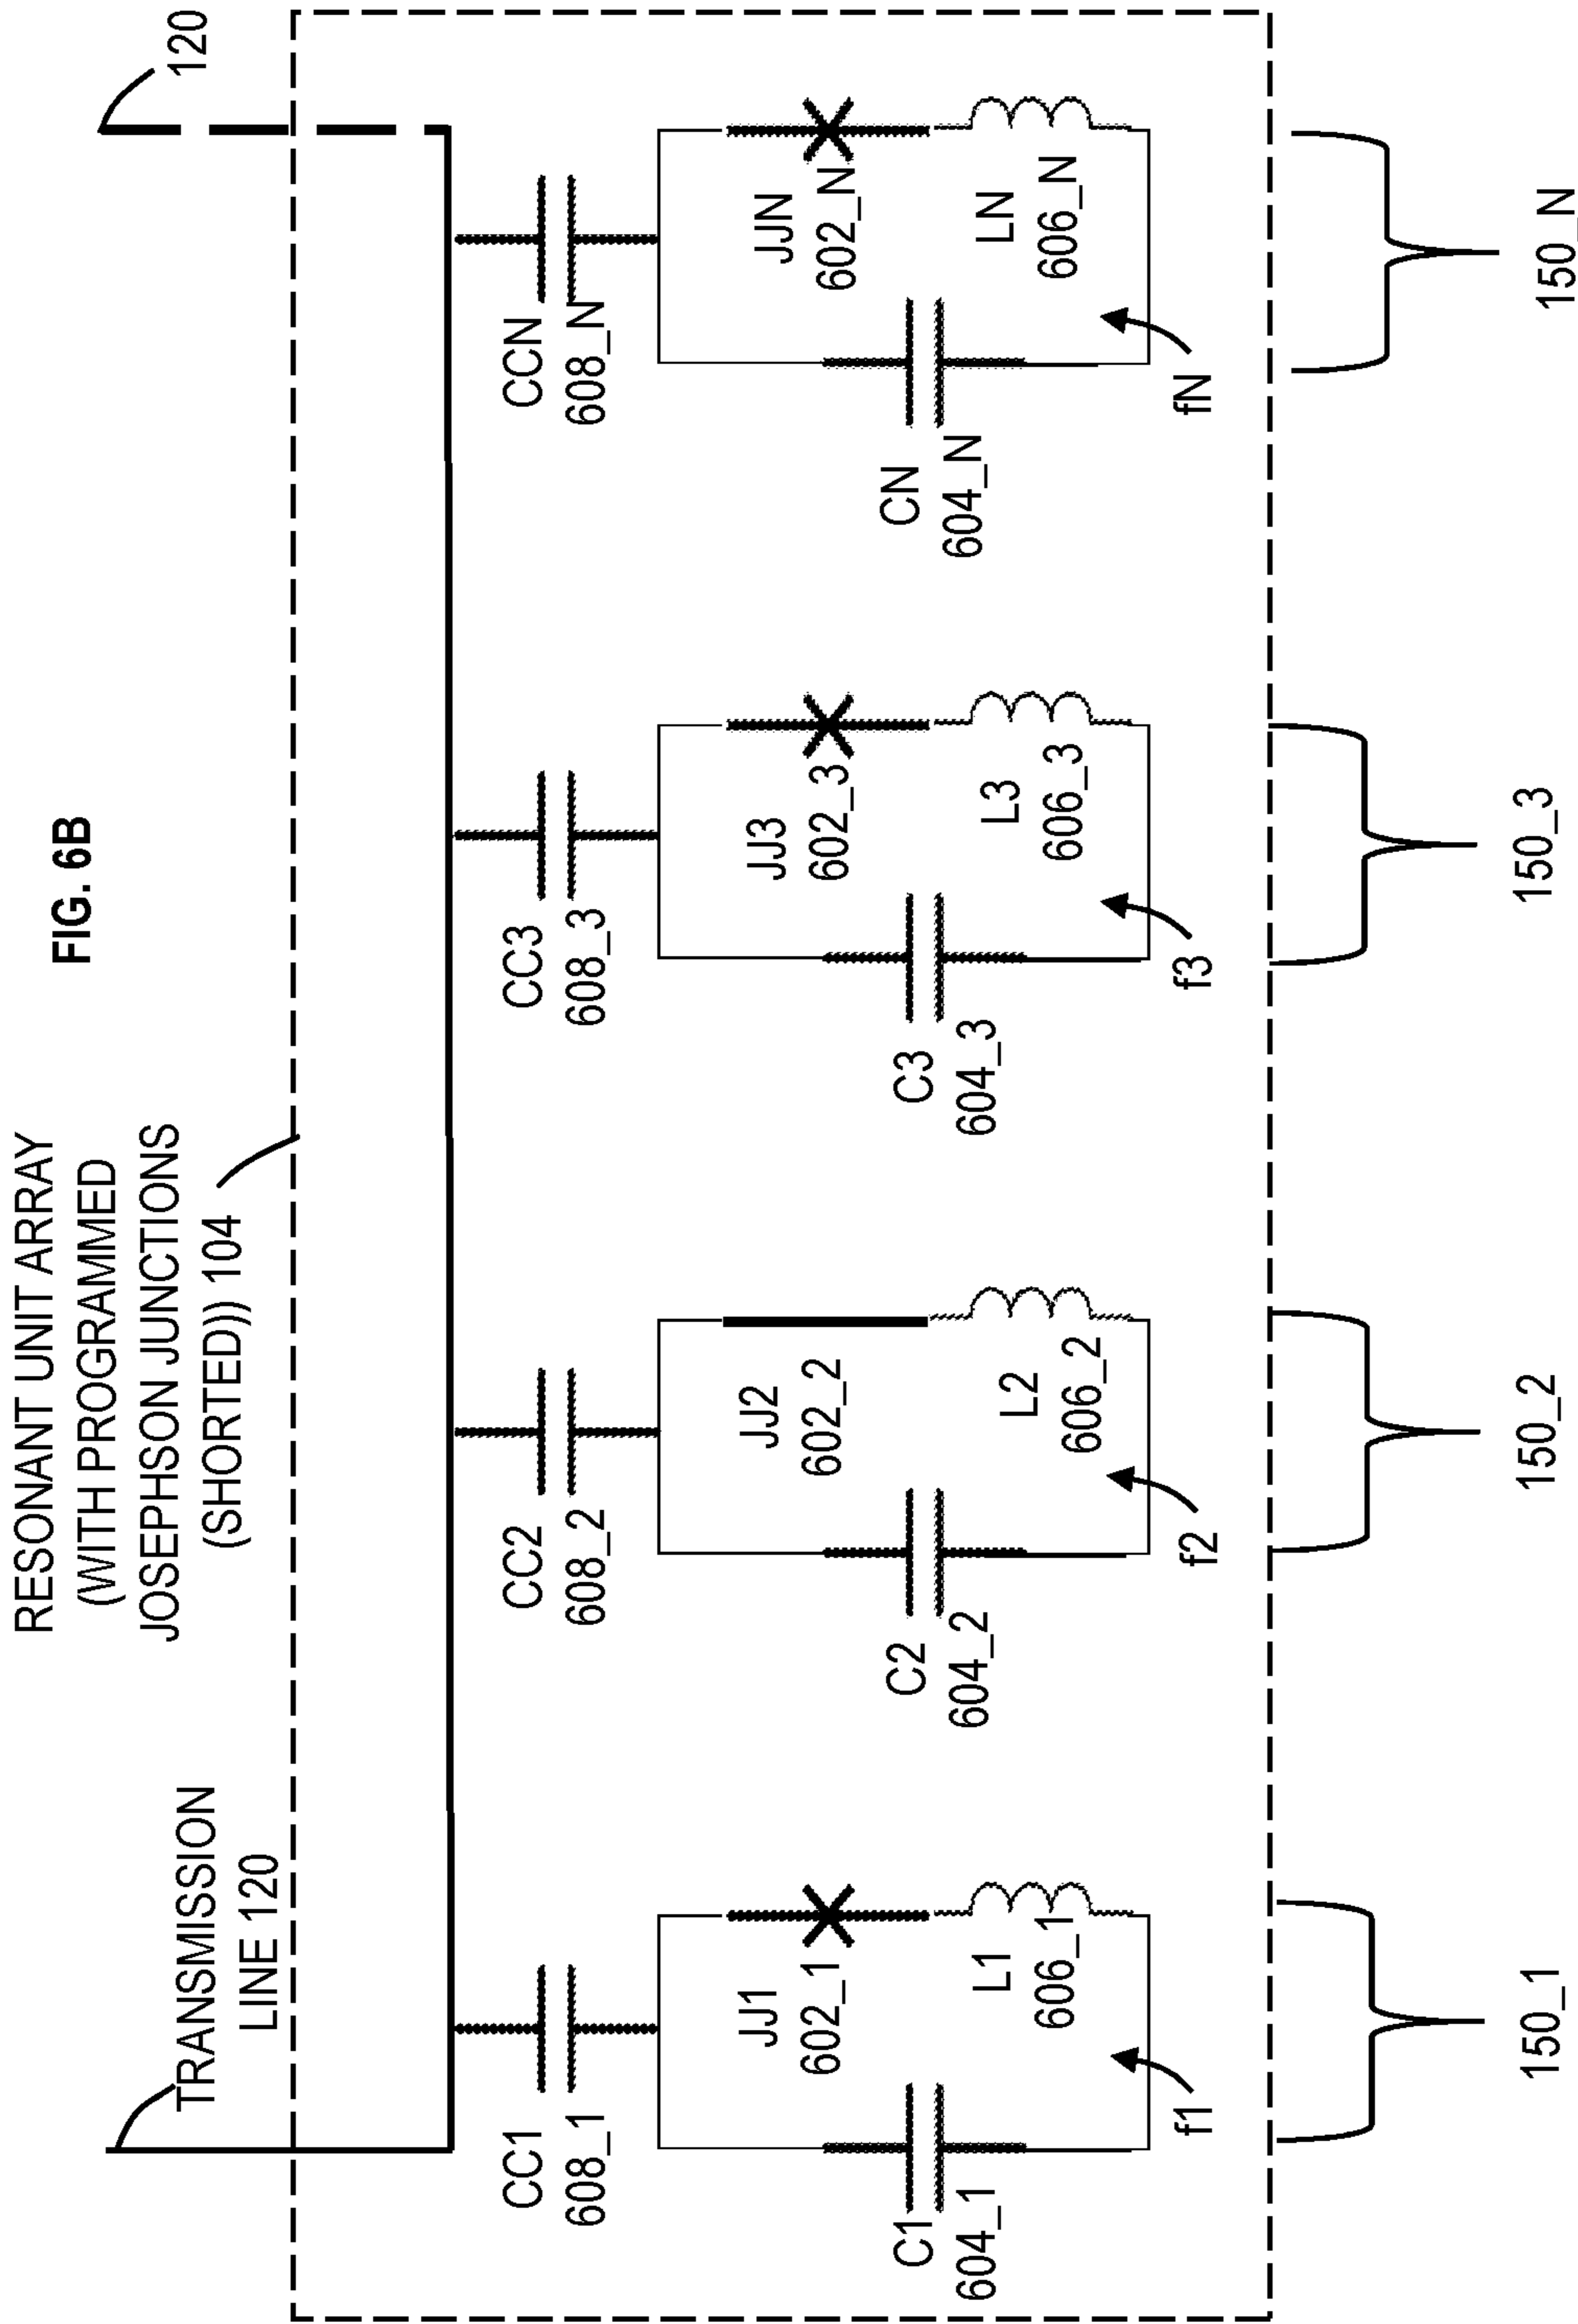 FIG. 6B
RESONANT UNIT ARRAY
(WITH PROGRAMMED
JOSEPHSON JUNCTIONS
(SHORTED)) 104
TRANSMISSION
LINE 120
120
CC1
608_1
CC2
608_2
CC3
608_3
CCN
608_N
JJ1
602_1
JJ2
602_2
JJ3
602_3
JJN
602_N
C1
604_1
C2
604_2
C3
604_3
CN
604_N
L1
606_1
L2
606_2
L3
606_3
LN
606_N
f1
f2
f3
fN
150_1
150_2
150_3
150_N